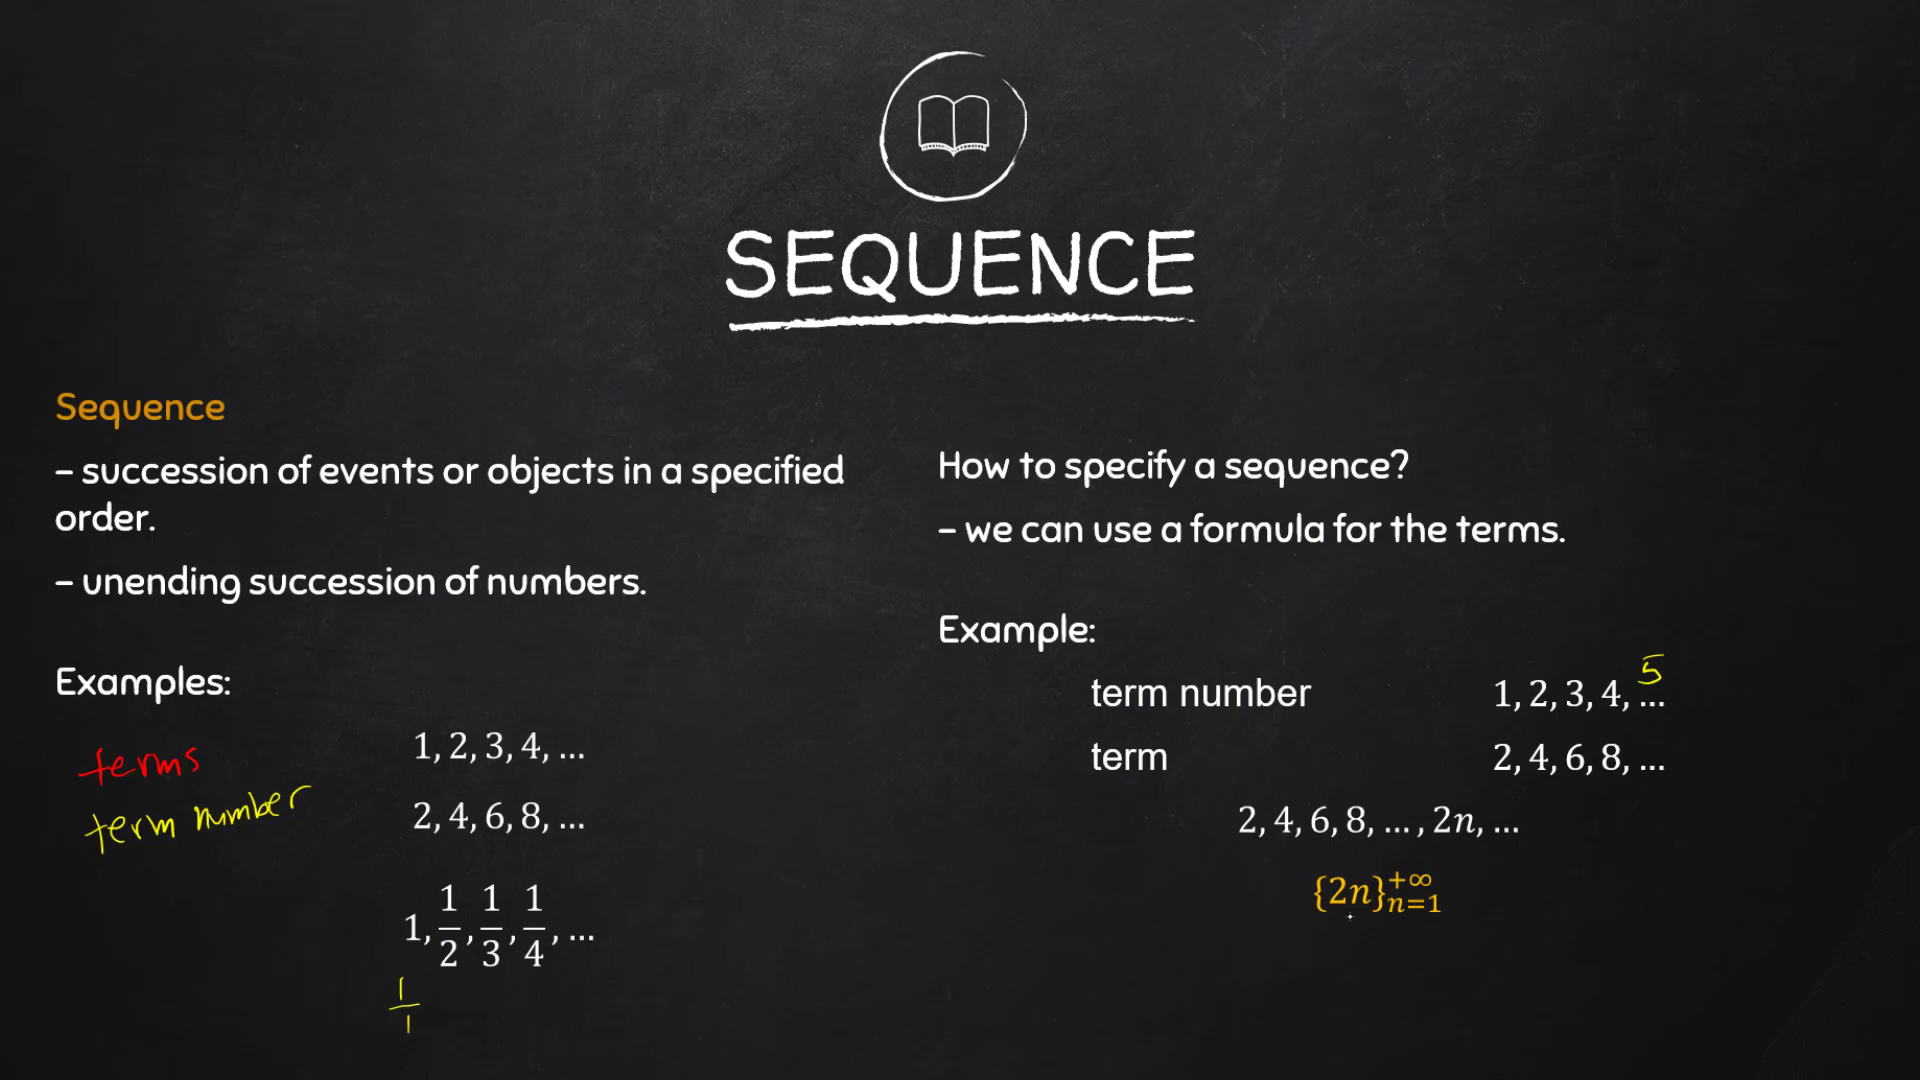 SEQUENCE
Sequence
- succession of events or objects in a specified
order.
- unending succession of numbers.
Examples:
terms
term number
1, 2, 3, 4, ...
2, 4, 6, 8, ...
1, 1/2, 1/3, 1/4, ...
1/1
How to specify a sequence?
- we can use a formula for the terms.
Example:
5
term number 1, 2, 3, 4, ...
term 2, 4, 6, 8, ...
2, 4, 6, 8, ... , 2n, ...
{2n}_{n=1}^{+∞}